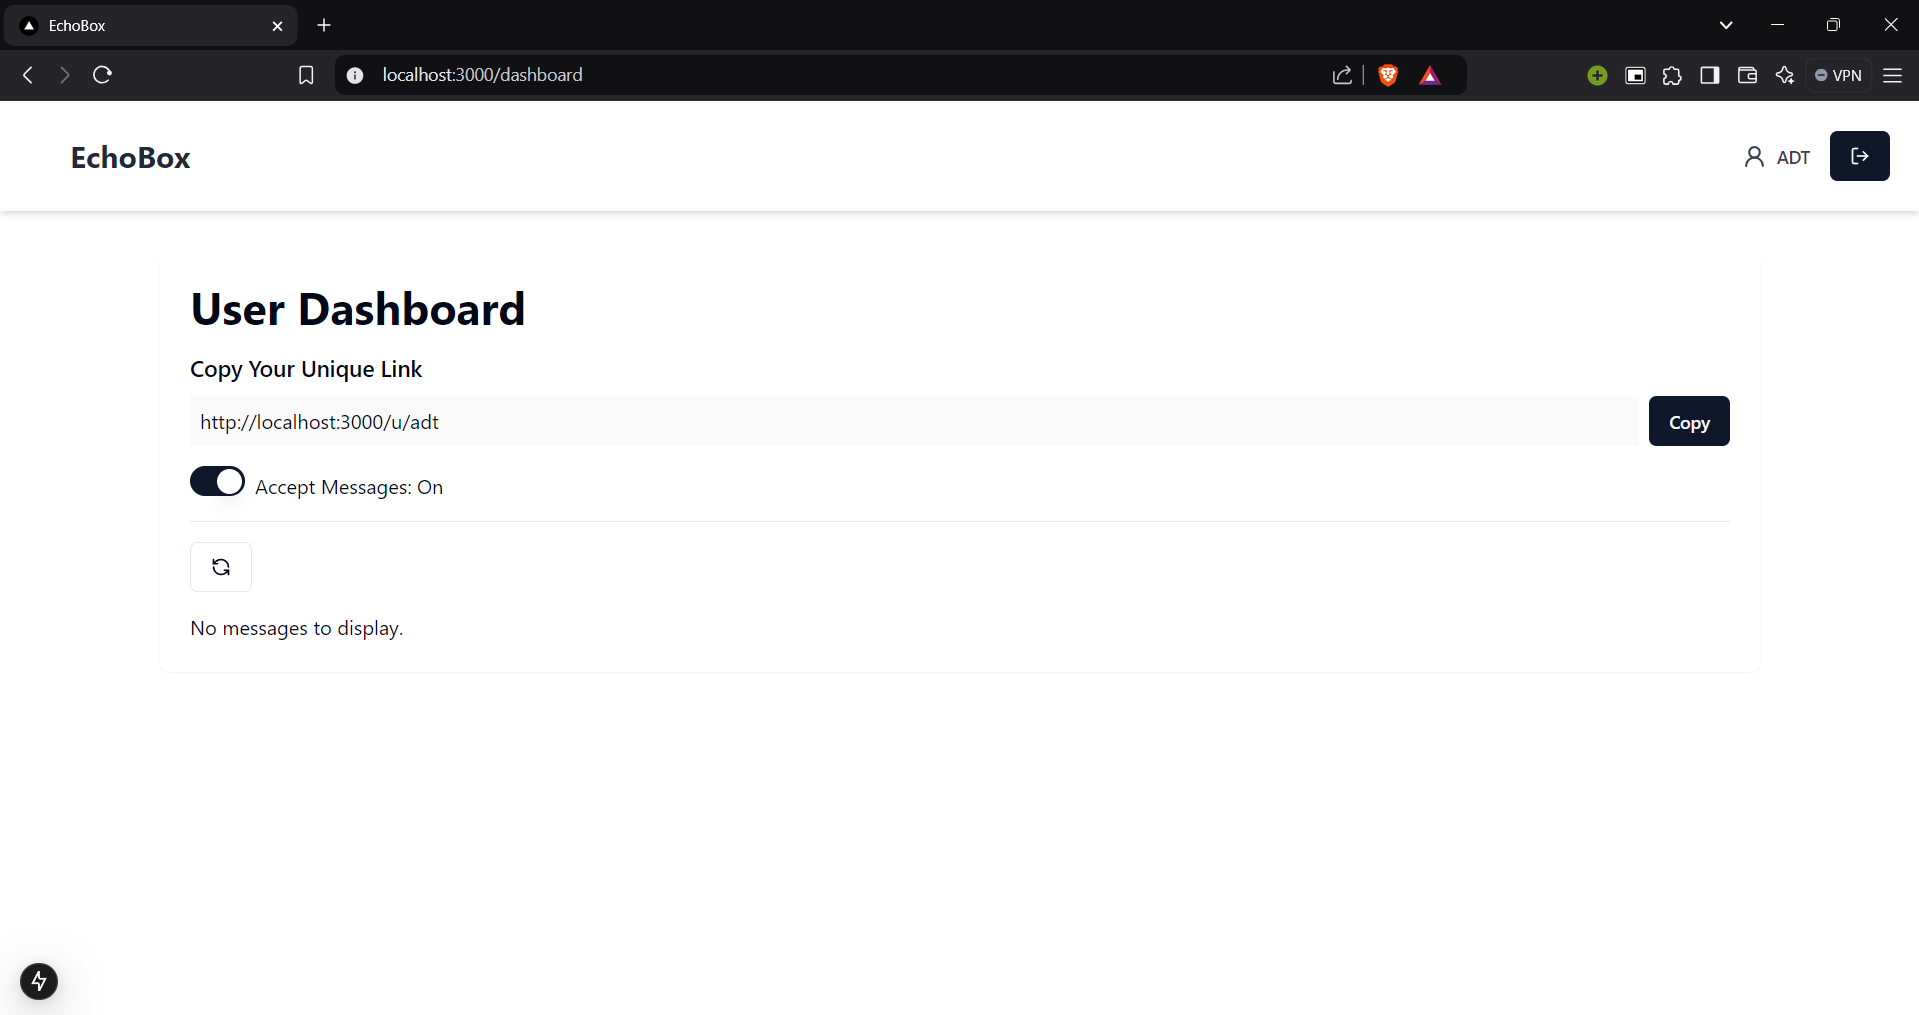 EchoBox
localhost:3000/dashboard
VPN
EchoBox
ADT
User Dashboard
Copy Your Unique Link
http://localhost:3000/u/adt
Copy
Accept Messages: On
No messages to display.